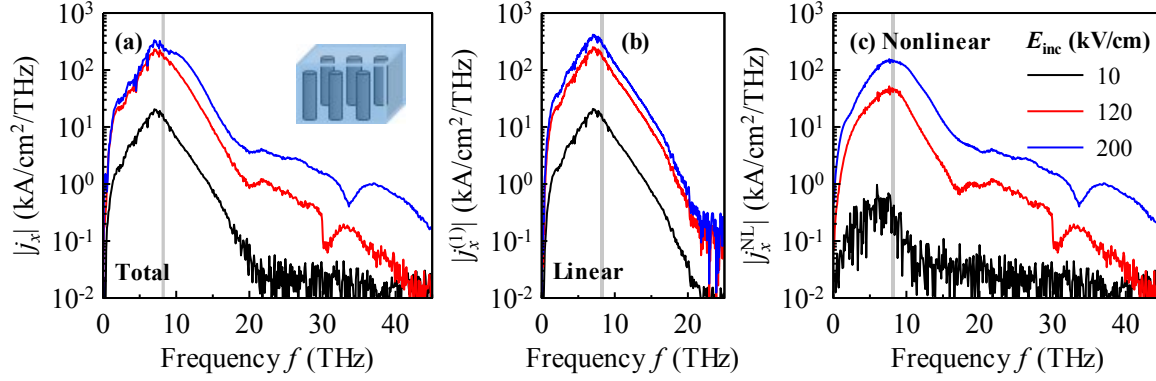 (a)
Total
|j_x| (kA/cm²/THz)
10³
10²
10¹
10⁰
10⁻¹
10⁻²
0 10 20 30 40
Frequency f (THz)
(b)
Linear
|j_x^(1)| (kA/cm²/THz)
10³
10²
10¹
10⁰
10⁻¹
10⁻²
0 10 20
Frequency f (THz)
(c) Nonlinear
|j_x^NL| (kA/cm²/THz)
10³
10²
10¹
10⁰
10⁻¹
10⁻²
0 10 20 30 40
Frequency f (THz)
E_inc (kV/cm)
10
120
200